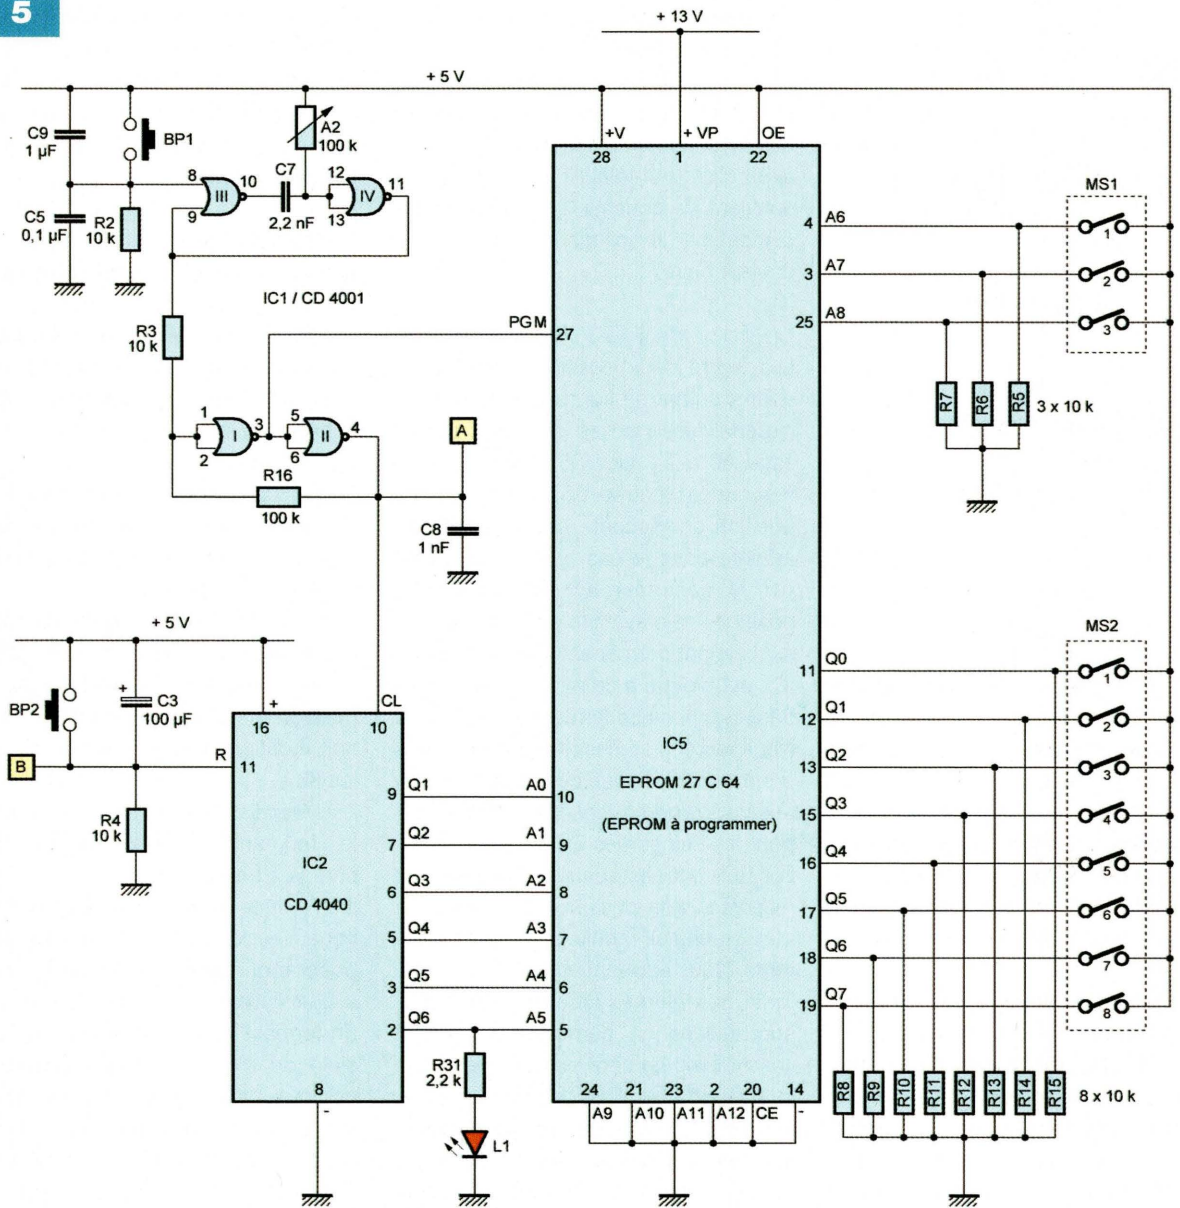 5
+ 13 V
+ 5 V
C9
1 µF
BP1
A2
100 k
+V
+ VP
OE
28
1
22
C7
2,2 nF
8
9
III
10
12
13
IV
11
C5
0,1 µF
R2
10 k
MS1
4
A6
1
3
A7
2
25
A8
3
IC1 / CD 4001
PGM
27
R3
10 k
R7
R6
R5
3 x 10 k
1
2
I
3
5
6
II
4
A
R16
100 k
C8
1 nF
+ 5 V
MS2
BP2
+
C3
100 µF
+
CL
16
10
B
R
11
R4
10 k
IC2
CD 4040
9
Q1
A0
10
7
Q2
A1
9
6
Q3
A2
8
5
Q4
A3
7
3
Q5
A4
6
2
Q6
A5
5
IC5
EPROM 27 C 64
(EPROM à programmer)
11
Q0
1
12
Q1
2
13
Q2
3
15
Q3
4
16
Q4
5
17
Q5
6
18
Q6
7
19
Q7
8
R31
2,2 k
L1
8
-
24
21
23
2
20
14
A9
A10
A11
A12
CE
-
R8
R9
R10
R11
R12
R13
R14
R15
8 x 10 k